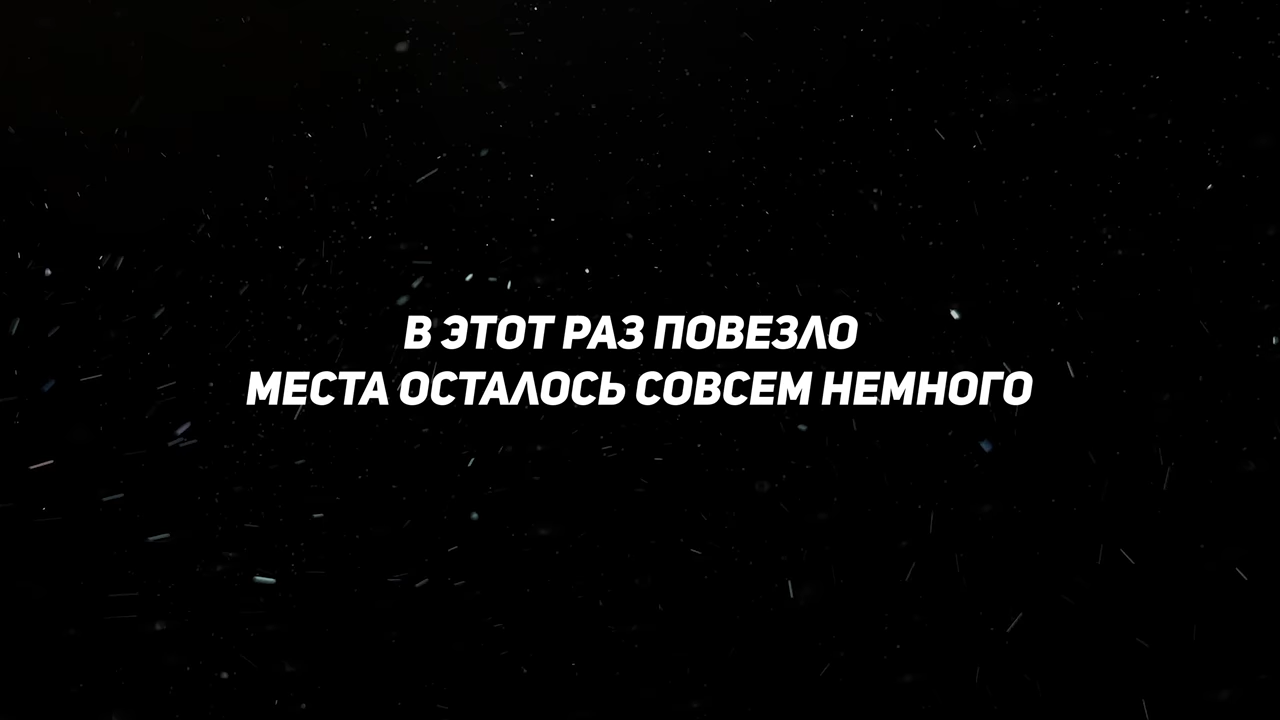 В ЭТОТ РАЗ ПОВЕЗЛО
МЕСТА ОСТАЛОСЬ СОВСЕМ НЕМНОГО